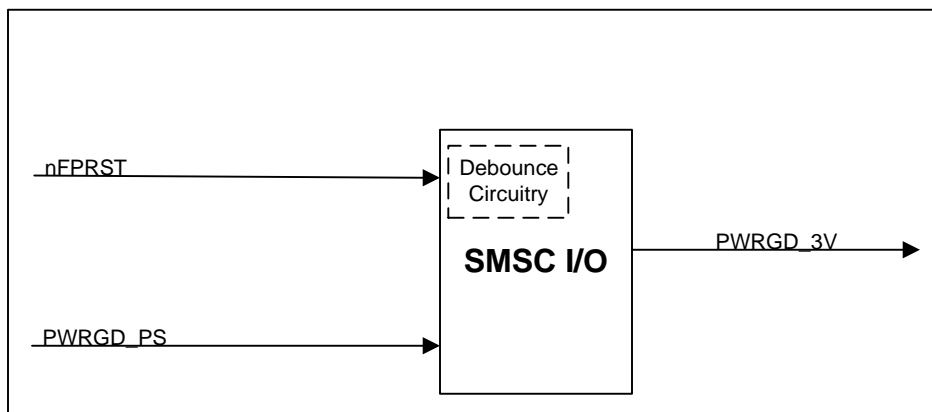 nFPRST
Debounce
Circuitry
SMSC I/O
PWRGD_3V
PWRGD_PS